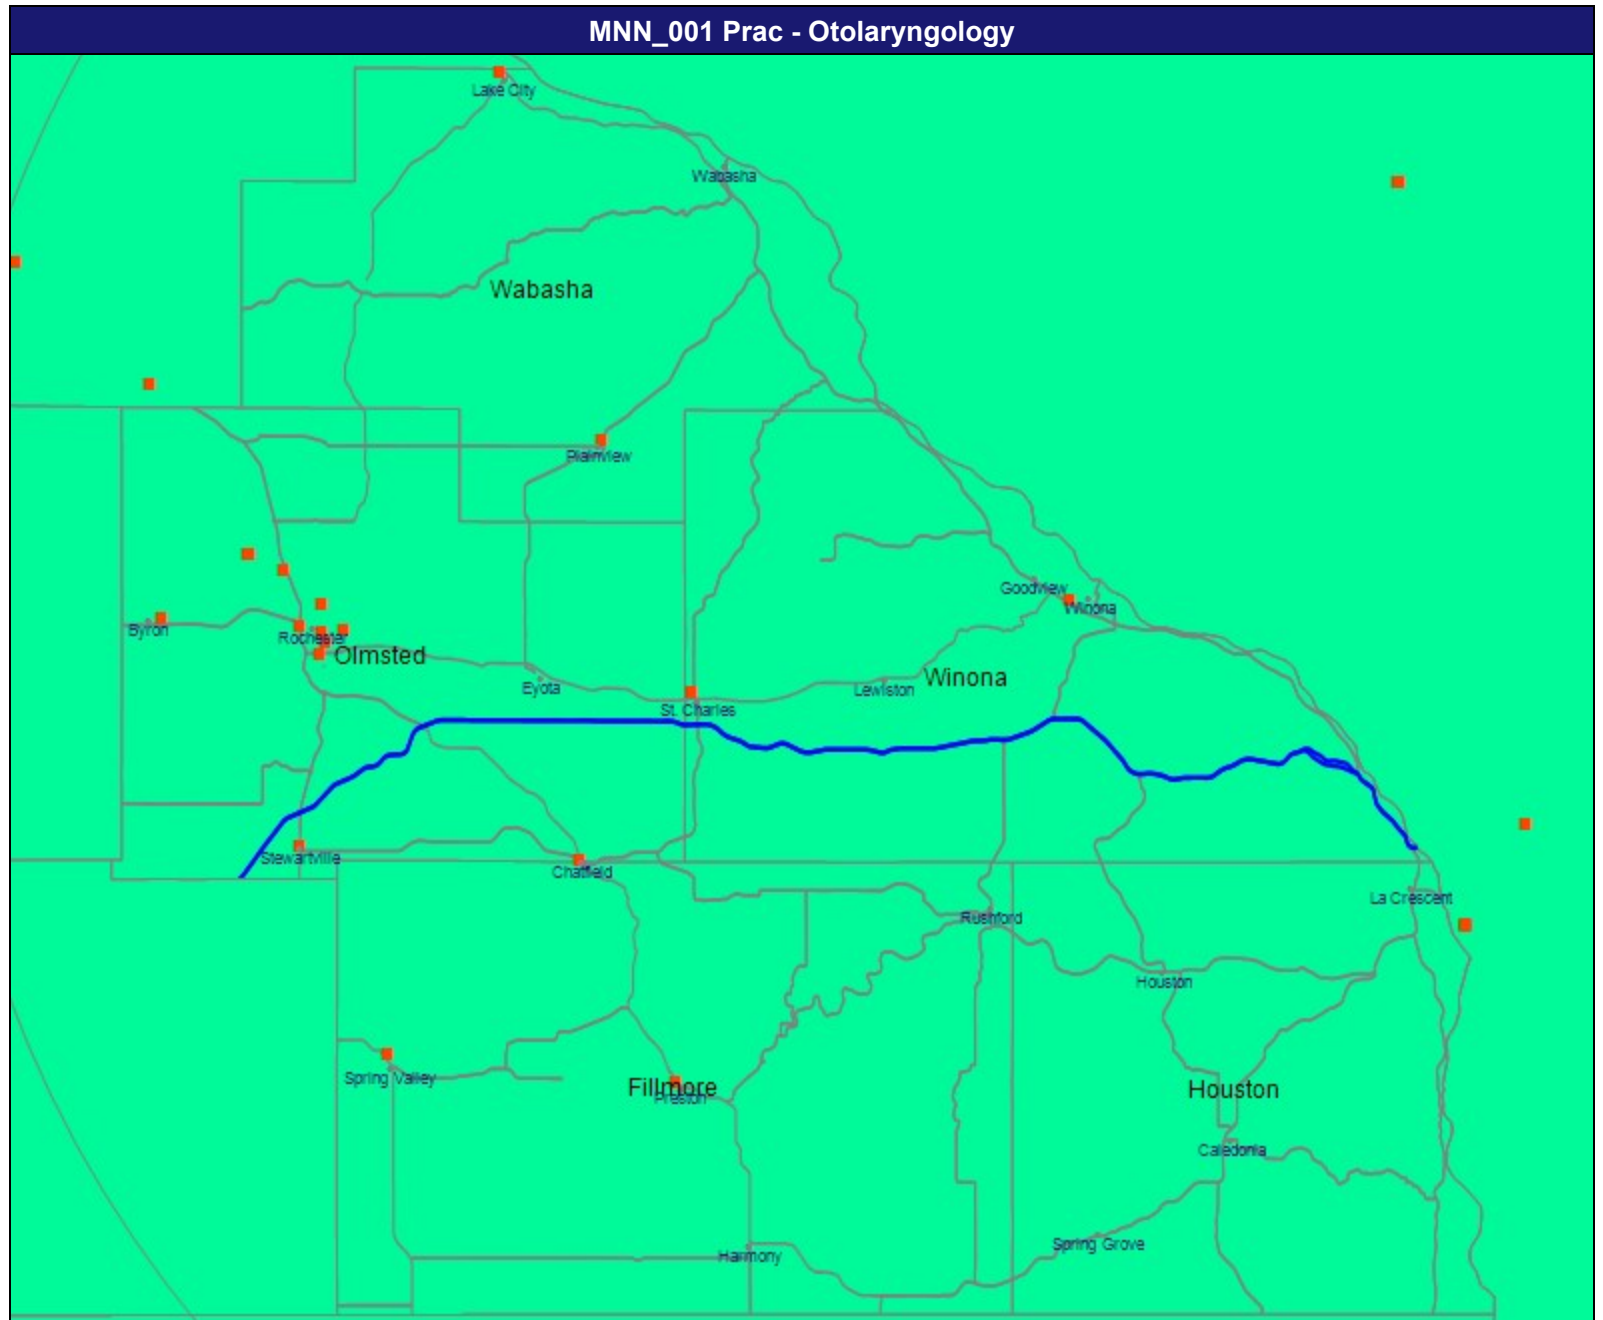 MNN_001 Prac - Otolaryngology
Lake City
Wabasha
Wabasha
Plainview
Goodview
Winona
Byron
Rochester
Olmsted
Eyota
Lewiston
Winona
St. Charles
Stewartville
Chatfield
La Crescent
Rushford
Houston
Spring Valley
Fillmore
Preston
Houston
Caledonia
Spring Grove
Harmony